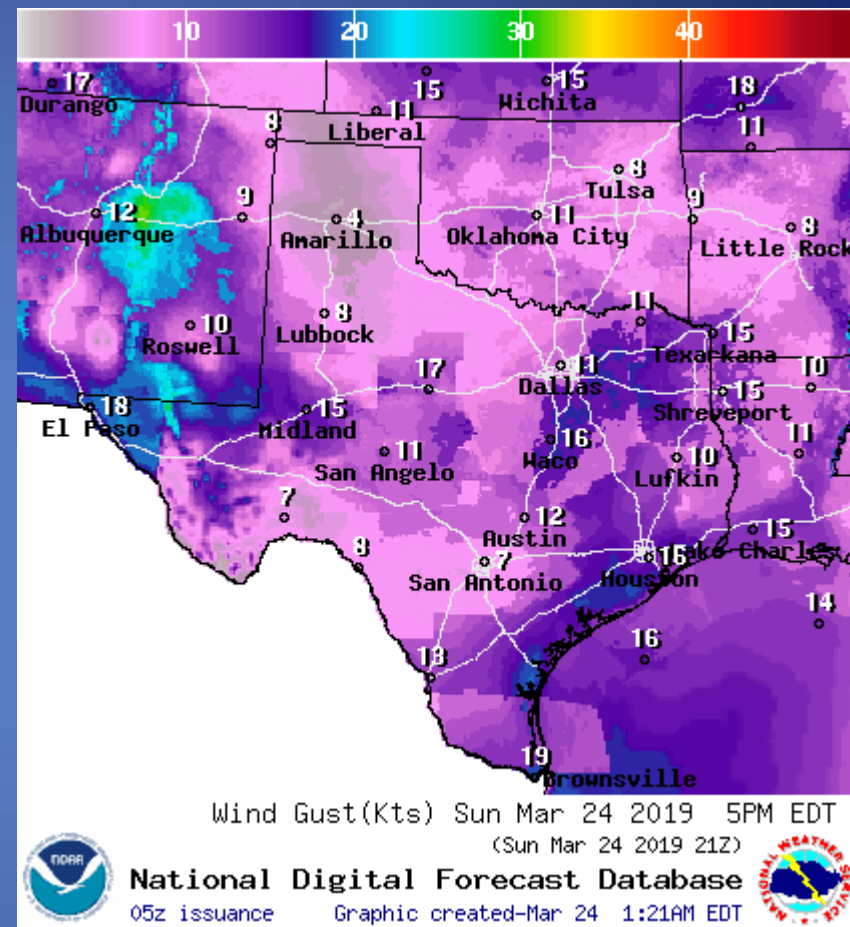 10 20 30 40
17 15 15 18
Durango Wichita
11
Liberal
8 11
8
Tulsa
12 9 4 11 9 8
Albuquerque Amarillo Oklahoma City Little Rock
10 8 11
Roswell Lubbock 15
Texarkana
11
Dallas
17 15 10
Shreveport
18 15
El Paso Midland
16
11 Waco 10 11
San Angelo Lufkin
7 12 15
Austin
8 7 16 Lake Charles
San Antonio Houston
14
16
13
19
Brownsville
Wind Gust(Kts) Sun Mar 24 2019 5PM EDT
(Sun Mar 24 2019 21Z)
National Digital Forecast Database
05z issuance Graphic created-Mar 24 1:21AM EDT
NOAA
NATIONAL WEATHER SERVICE